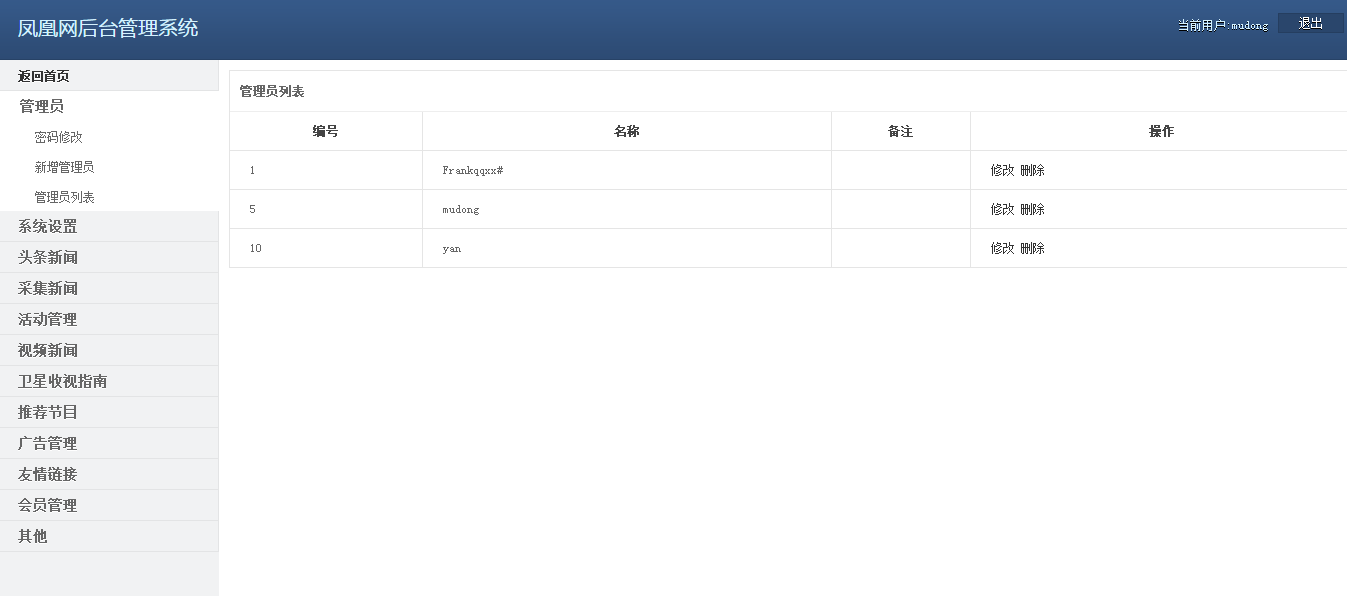 凤凰网后台管理系统
当前用户:mudong 退出
返回首页
管理员
密码修改
新增管理员
管理员列表
系统设置
头条新闻
采集新闻
活动管理
视频新闻
卫星收视指南
推荐节目
广告管理
友情链接
会员管理
其他
管理员列表
编号 名称 备注 操作
1 Frankqqxx# 修改 删除
5 mudong 修改 删除
10 yan 修改 删除